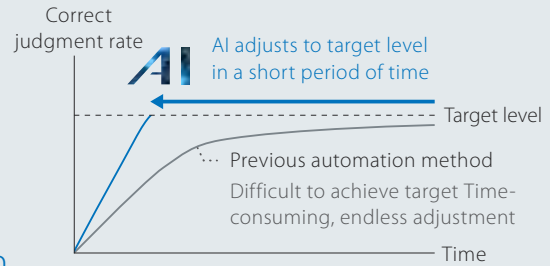 Correct
judgment rate
AI
AI adjusts to target level
in a short period of time
Target level
Previous automation method
Difficult to achieve target Time-
consuming, endless adjustment
Time